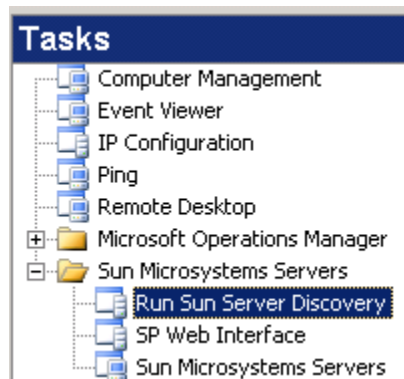 Tasks
Computer Management
Event Viewer
IP Configuration
Ping
Remote Desktop
Microsoft Operations Manager
Sun Microsystems Servers
Run Sun Server Discovery
SP Web Interface
Sun Microsystems Servers